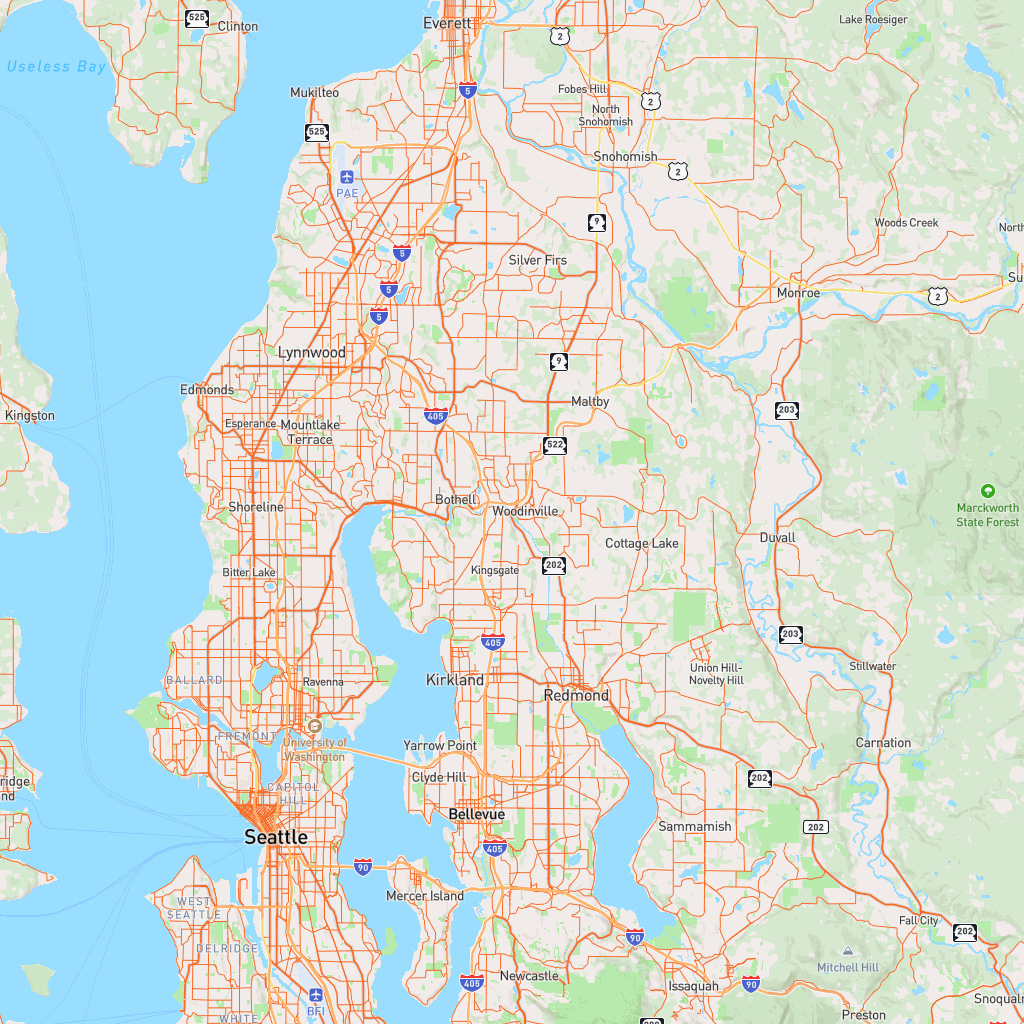 525
Clinton
Everett
2
Lake Roesiger
Useless Bay
Mukilteo
5
Fobes Hill
2
North
Snohomish
525
Snohomish
2
PAE
9
Woods Creek
5
Silver Firs
5
Monroe
2
5
Lynnwood
9
Edmonds
Maltby
203
Kingston
Esperance
Mountlake
Terrace
405
522
Bothell
Woodinville
Shoreline
Marckworth
State Forest
Duvall
Cottage Lake
Bitter Lake
Kingsgate
202
405
203
Stillwater
Union Hill-
Novelty Hill
BALLARD
Ravenna
Kirkland
Redmond
FREMONT
University of
Washington
Yarrow Point
Carnation
Clyde Hill
202
CAPITOL
HILL
Bellevue
Seattle
Sammamish
202
405
90
Mercer Island
WEST
SEATTLE
Fall City
202
DELRIDGE
90
Mitchell Hill
Newcastle
405
Issaquah
90
BFI
WHITE
Preston